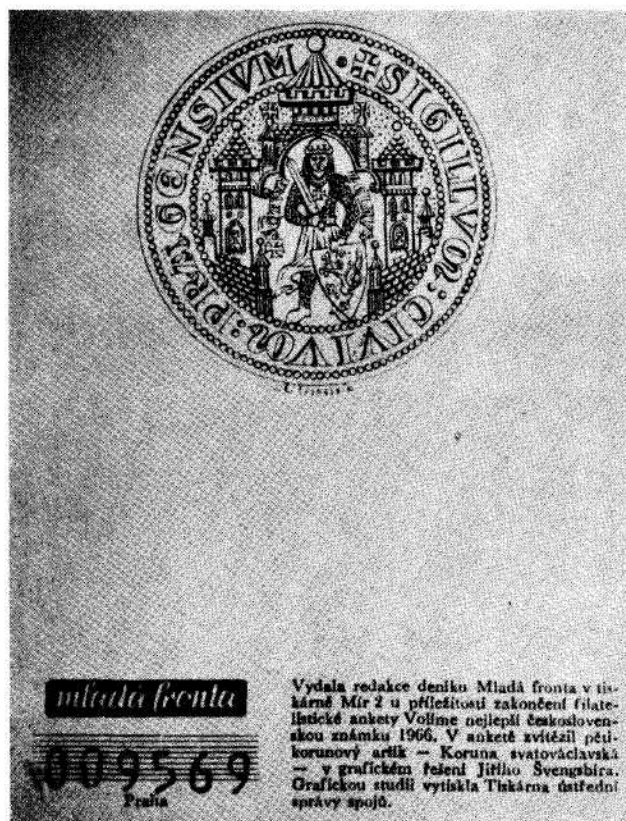 ✠ SIGILLVM : CIVIVM : PRAGENSIVM •
mladá fronta
009569
Praha
Vydala redakce deníku Mladá fronta v tis-
kárně Mír 2 u příležitosti zakončení filate-
listické ankety Volíme nejlepší českosloven-
skou známku 1966. V anketě zvítězil pěti-
korunový aršík — Koruna svatováclavská
— v grafickém řešení Jiřího Švengsbíra.
Grafickou studii vytiskla Tiskárna ústřední
správy spojů.